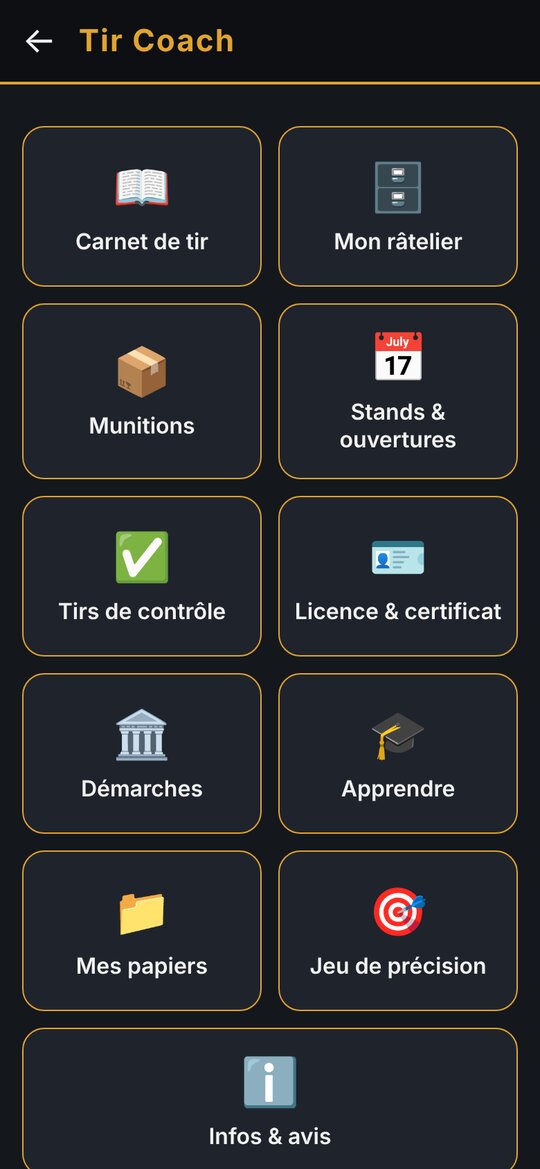 Tir Coach
Carnet de tir
Mon râtelier
Munitions
July
17
Stands &
ouvertures
Tirs de contrôle
Licence & certificat
Démarches
Apprendre
Mes papiers
Jeu de précision
Infos & avis